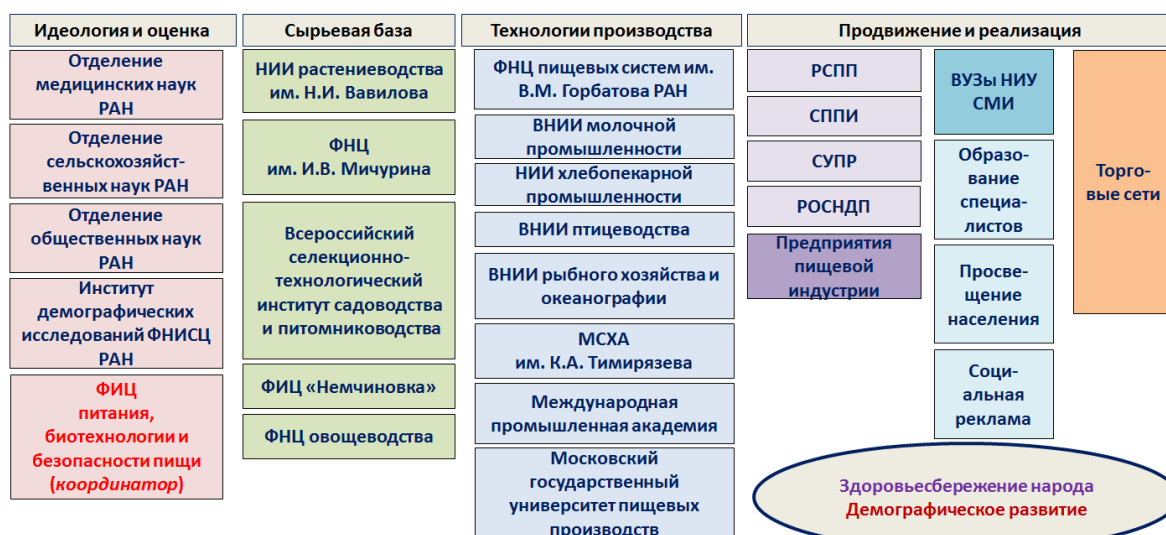 Идеология и оценка
Отделение
медицинских наук
РАН
Отделение
сельскохозяйст-
венных наук РАН
Отделение
общественных наук
РАН
Институт
демографических
исследований ФНИСЦ
РАН
ФИЦ
питания,
биотехнологии и
безопасности пищи
(координатор)
Сырьевая база
НИИ растениеводства
им. Н.И. Вавилова
ФНЦ
им. И.В. Мичурина
Всероссийский
селекционно-
технологический
институт садоводства
и питомниководства
ФИЦ «Немчиновка»
ФНЦ овощеводства
Технологии производства
ФНЦ пищевых систем им.
В.М. Горбатова РАН
ВНИИ молочной
промышленности
НИИ хлебопекарной
промышленности
ВНИИ птицеводства
ВНИИ рыбного хозяйства и
океанографии
МСХА
им. К.А. Тимирязева
Международная
промышленная академия
Московский
государственный
университет пищевых
производств
Продвижение и реализация
РСПП
СППИ
СУПР
РОСНДП
Предприятия
пищевой
индустрии
ВУЗы НИУ
СМИ
Образо-
вание
специа-
листов
Просве-
щение
населения
Соци-
альная
реклама
Торго-
вые сети
Здоровьесбережение народа
Демографическое развитие